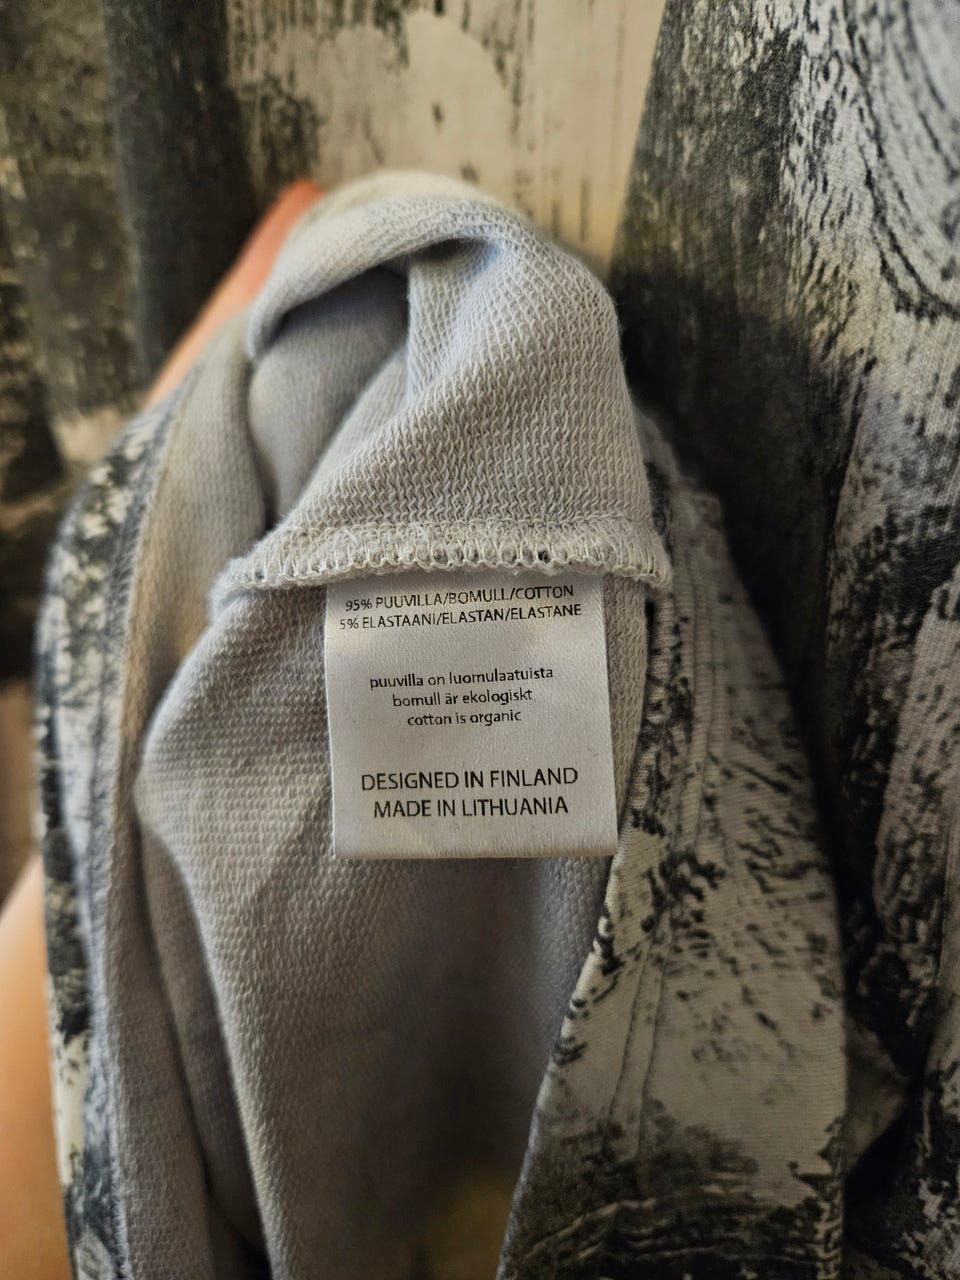 95% PUUVILLA/BOMULL/COTTON
5% ELASTAANI/ELASTAN/ELASTANE
puuvilla on luomulaatuista
bomull är ekologiskt
cotton is organic
DESIGNED IN FINLAND
MADE IN LITHUANIA